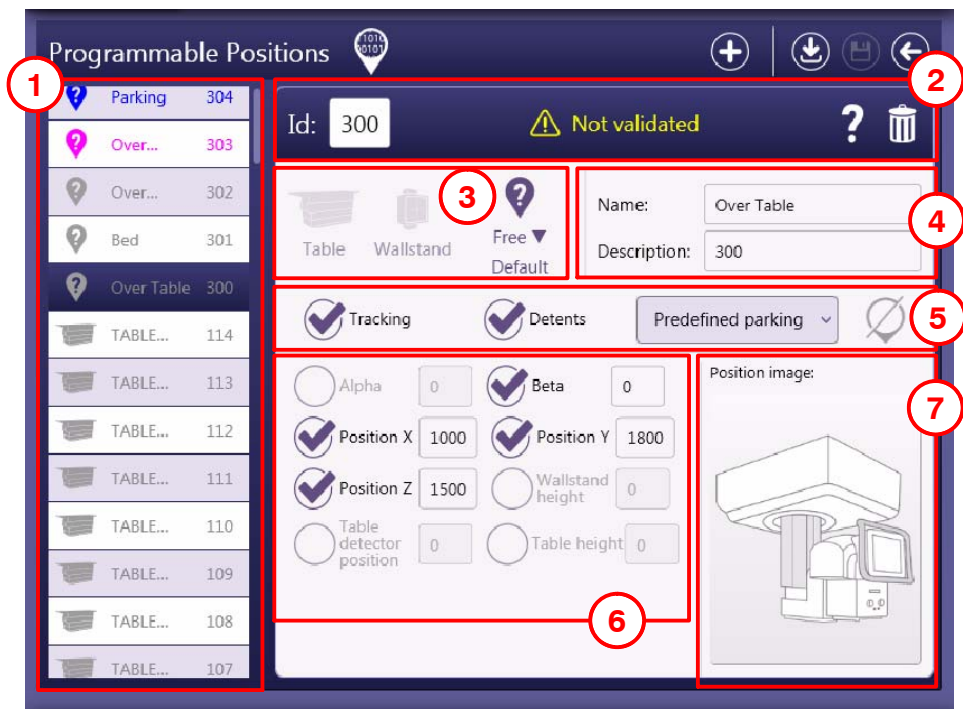 Programmable Positions
11010
00101
1
Parking 304
Over... 303
Over... 302
Bed 301
Over Table 300
TABLE... 114
TABLE... 113
TABLE... 112
TABLE... 111
TABLE... 110
TABLE... 109
TABLE... 108
TABLE... 107
2
Id: 300 Not validated
3
Table Wallstand Free ▼
Default
4
Name: Over Table
Description: 300
5
Tracking Detents Predefined parking
6
Alpha 0 Beta 0
Position X 1000 Position Y 1800
Position Z 1500 Wallstand
height 0
Table
detector
position 0 Table height 0
7
Position image: